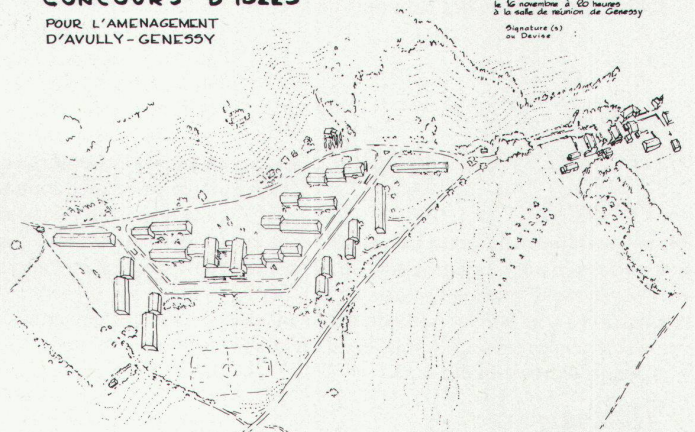 CONCOURS D'IDÉES
POUR L'AMENAGEMENT
D'AVULLY - GENESSY
le 16 novembre à 20 heures
à la salle de réunion de Genessy
Signature (s)
ou Devise